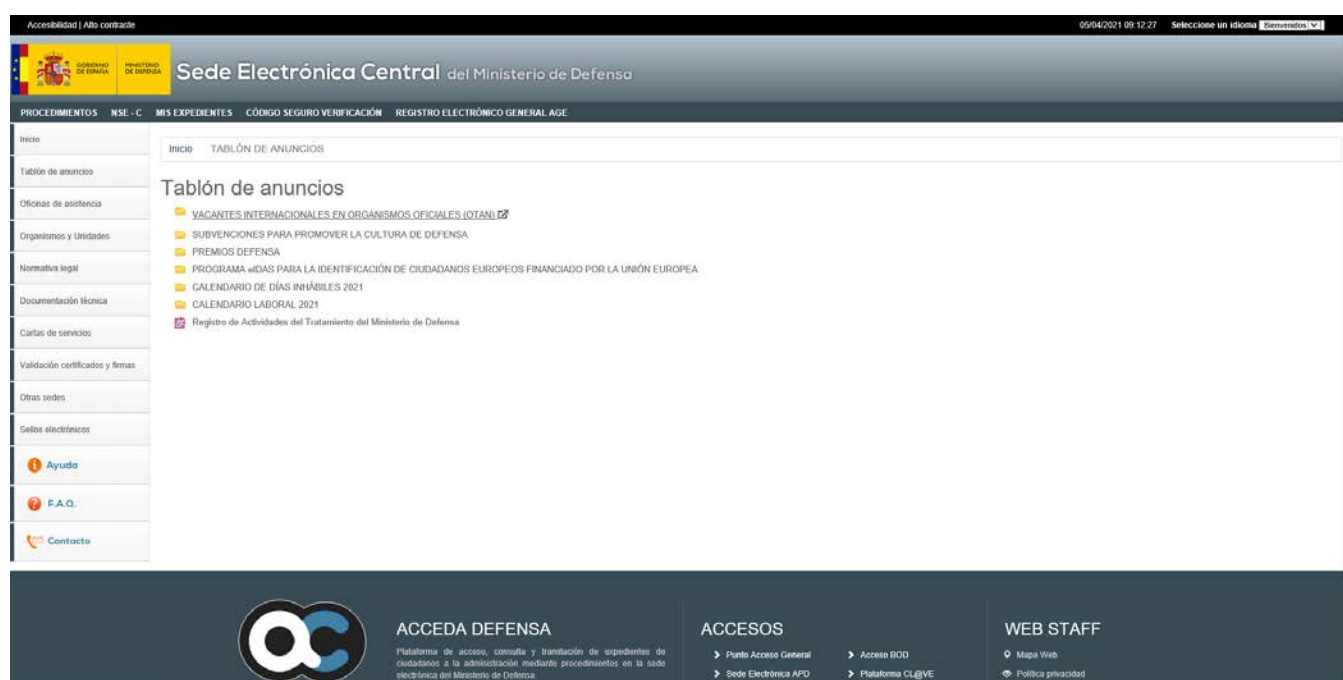 Accesibilidad | Alto contraste
05/04/2021 09:12:27 Seleccione un idioma Bienvenidos
GOBIERNO DE ESPAÑA
MINISTERIO DE DEFENSA
Sede Electrónica Central del Ministerio de Defensa
PROCEDIMIENTOS NSE - C MIS EXPEDIENTES CÓDIGO SEGURO VERIFICACIÓN REGISTRO ELECTRÓNICO GENERAL AGE
Inicio
Tablón de anuncios
Oficinas de asistencia
Organismos y Unidades
Normativa legal
Documentación técnica
Cartas de servicios
Validación certificados y firmas
Otras sedes
Sellos electrónicos
Ayuda
F.A.Q.
Contacto
Inicio TABLÓN DE ANUNCIOS
Tablón de anuncios
VACANTES INTERNACIONALES EN ORGANISMOS OFICIALES (OTAN)
SUBVENCIONES PARA PROMOVER LA CULTURA DE DEFENSA
PREMIOS DEFENSA
PROGRAMA eIDAS PARA LA IDENTIFICACIÓN DE CIUDADANOS EUROPEOS FINANCIADO POR LA UNIÓN EUROPEA
CALENDARIO DE DÍAS INHÁBILES 2021
CALENDARIO LABORAL 2021
Registro de Actividades del Tratamiento del Ministerio de Defensa
ACCEDA DEFENSA
Plataforma de acceso, consulta y tramitación de expedientes de
ciudadanos a la administración mediante procedimientos en la sede
electrónica del Ministerio de Defensa.
ACCESOS
Punto Acceso General
Acceso BOD
Sede Electrónica APD
Plataforma CL@VE
WEB STAFF
Mapa Web
Política privacidad